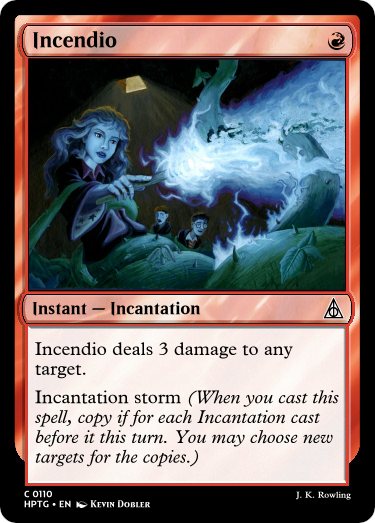 Incendio
Instant — Incantation
Incendio deals 3 damage to any
target.
Incantation storm (When you cast this
spell, copy if for each Incantation cast
before it this turn. You may choose new
targets for the copies.)
C 0110
HPTG • EN Kevin Dobler
J. K. Rowling